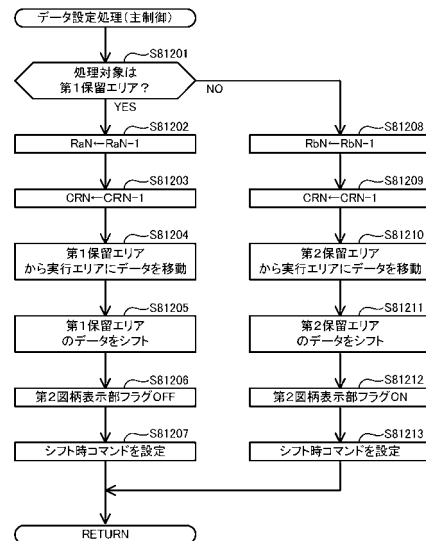 データ設定処理(主制御)
S81201
処理対象は
第1保留エリア?
NO
YES
S81202
RaN←RaN-1
S81203
CRN←CRN-1
S81204
第1保留エリア
から実行エリアにデータを移動
S81205
第1保留エリア
のデータをシフト
S81206
第2図柄表示部フラグOFF
S81207
シフト時コマンドを設定
S81208
RbN←RbN-1
S81209
CRN←CRN-1
S81210
第2保留エリア
から実行エリアにデータを移動
S81211
第2保留エリア
のデータをシフト
S81212
第2図柄表示部フラグON
S81213
シフト時コマンドを設定
RETURN